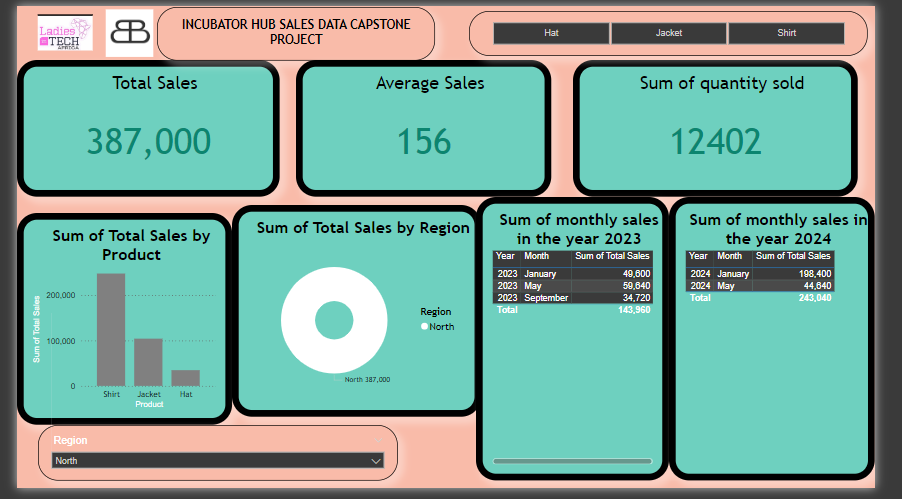 Ladies
in TECH
AFRICA
INCUBATOR HUB SALES DATA CAPSTONE
PROJECT
Hat
Jacket
Shirt
Total Sales
387,000
Average Sales
156
Sum of quantity sold
12402
Sum of Total Sales by
Product
Sum of Total Sales
200,000
100,000
0
Shirt Jacket Hat
Product
Sum of Total Sales by Region
Region
North
North 387,000
Sum of monthly sales
in the year 2023
Year Month Sum of Total Sales
2023 January 49,600
2023 May 59,640
2023 September 34,720
Total 143,960
Sum of monthly sales in
the year 2024
Year Month Sum of Total Sales
2024 January 198,400
2024 May 44,640
Total 243,040
Region
North